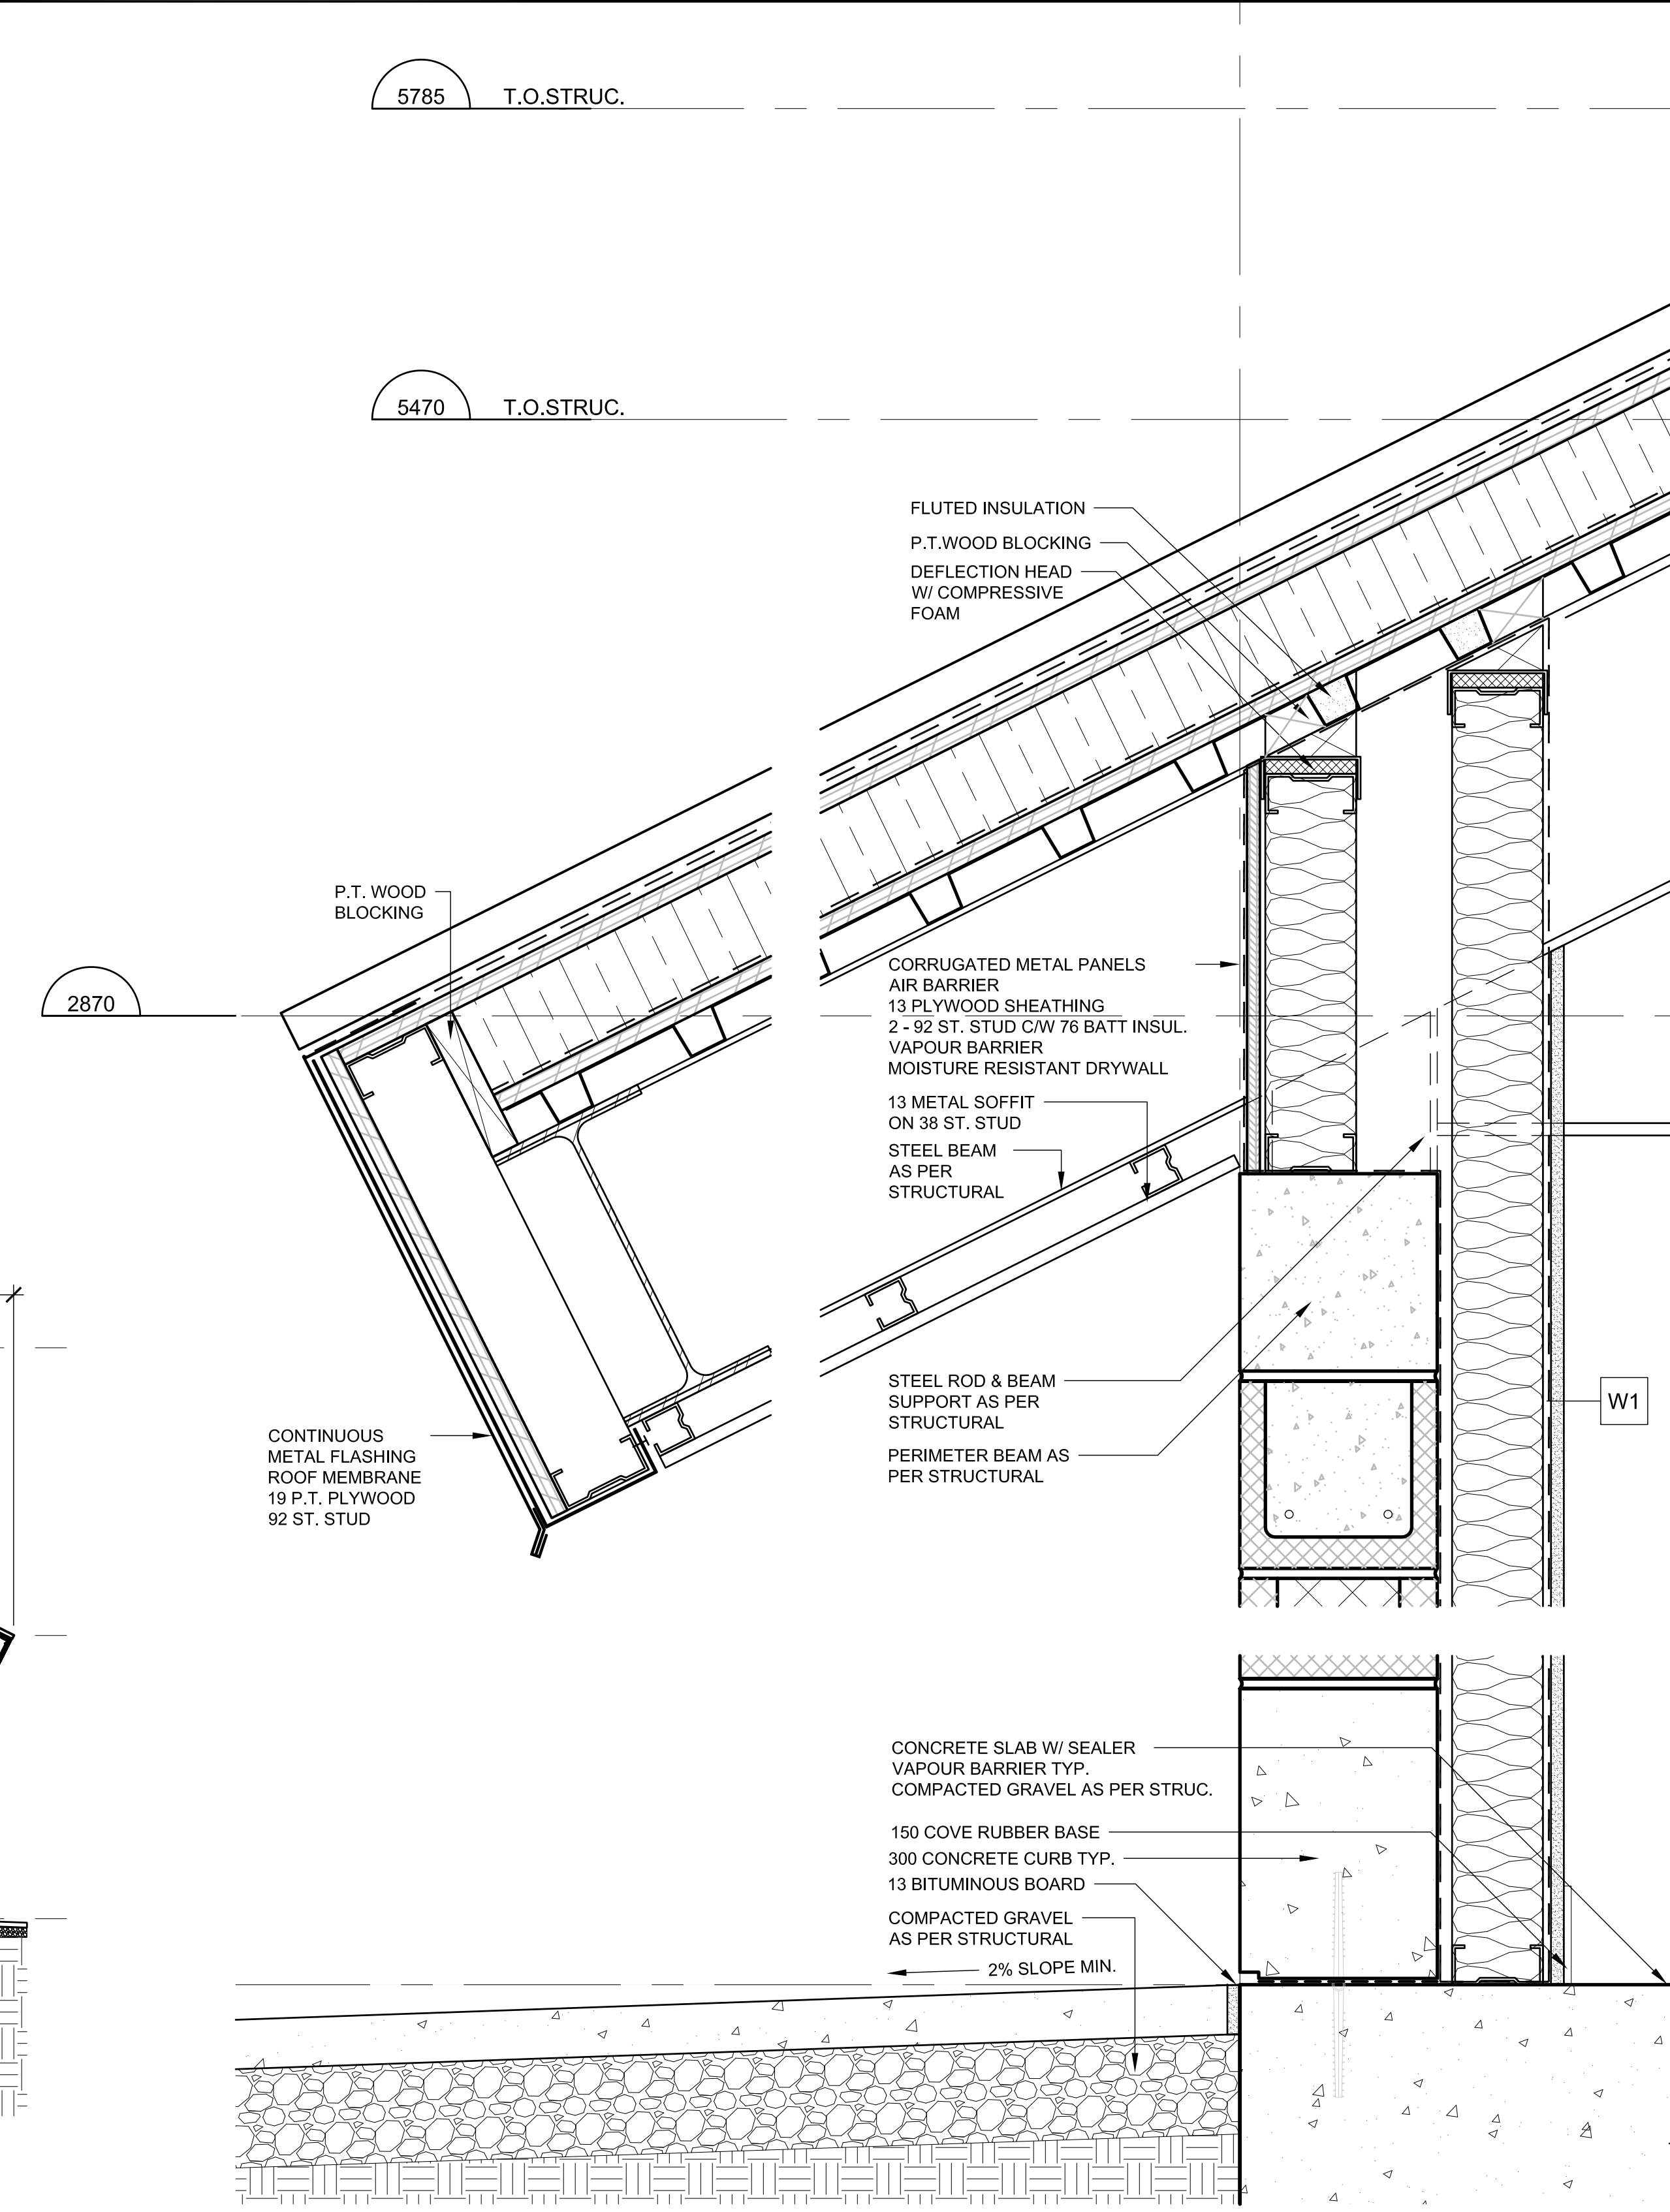 5785 T.O.STRUC.
5470 T.O.STRUC.
FLUTED INSULATION
P.T.WOOD BLOCKING
DEFLECTION HEAD
W/ COMPRESSIVE
FOAM
P.T. WOOD
BLOCKING
2870
CORRUGATED METAL PANELS
AIR BARRIER
13 PLYWOOD SHEATHING
2 - 92 ST. STUD C/W 76 BATT INSUL.
VAPOUR BARRIER
MOISTURE RESISTANT DRYWALL
13 METAL SOFFIT
ON 38 ST. STUD
STEEL BEAM
AS PER
STRUCTURAL
STEEL ROD & BEAM
SUPPORT AS PER
STRUCTURAL
W1
PERIMETER BEAM AS
PER STRUCTURAL
CONTINUOUS
METAL FLASHING
ROOF MEMBRANE
19 P.T. PLYWOOD
92 ST. STUD
CONCRETE SLAB W/ SEALER
VAPOUR BARRIER TYP.
COMPACTED GRAVEL AS PER STRUC.
150 COVE RUBBER BASE
300 CONCRETE CURB TYP.
13 BITUMINOUS BOARD
COMPACTED GRAVEL
AS PER STRUCTURAL
2% SLOPE MIN.